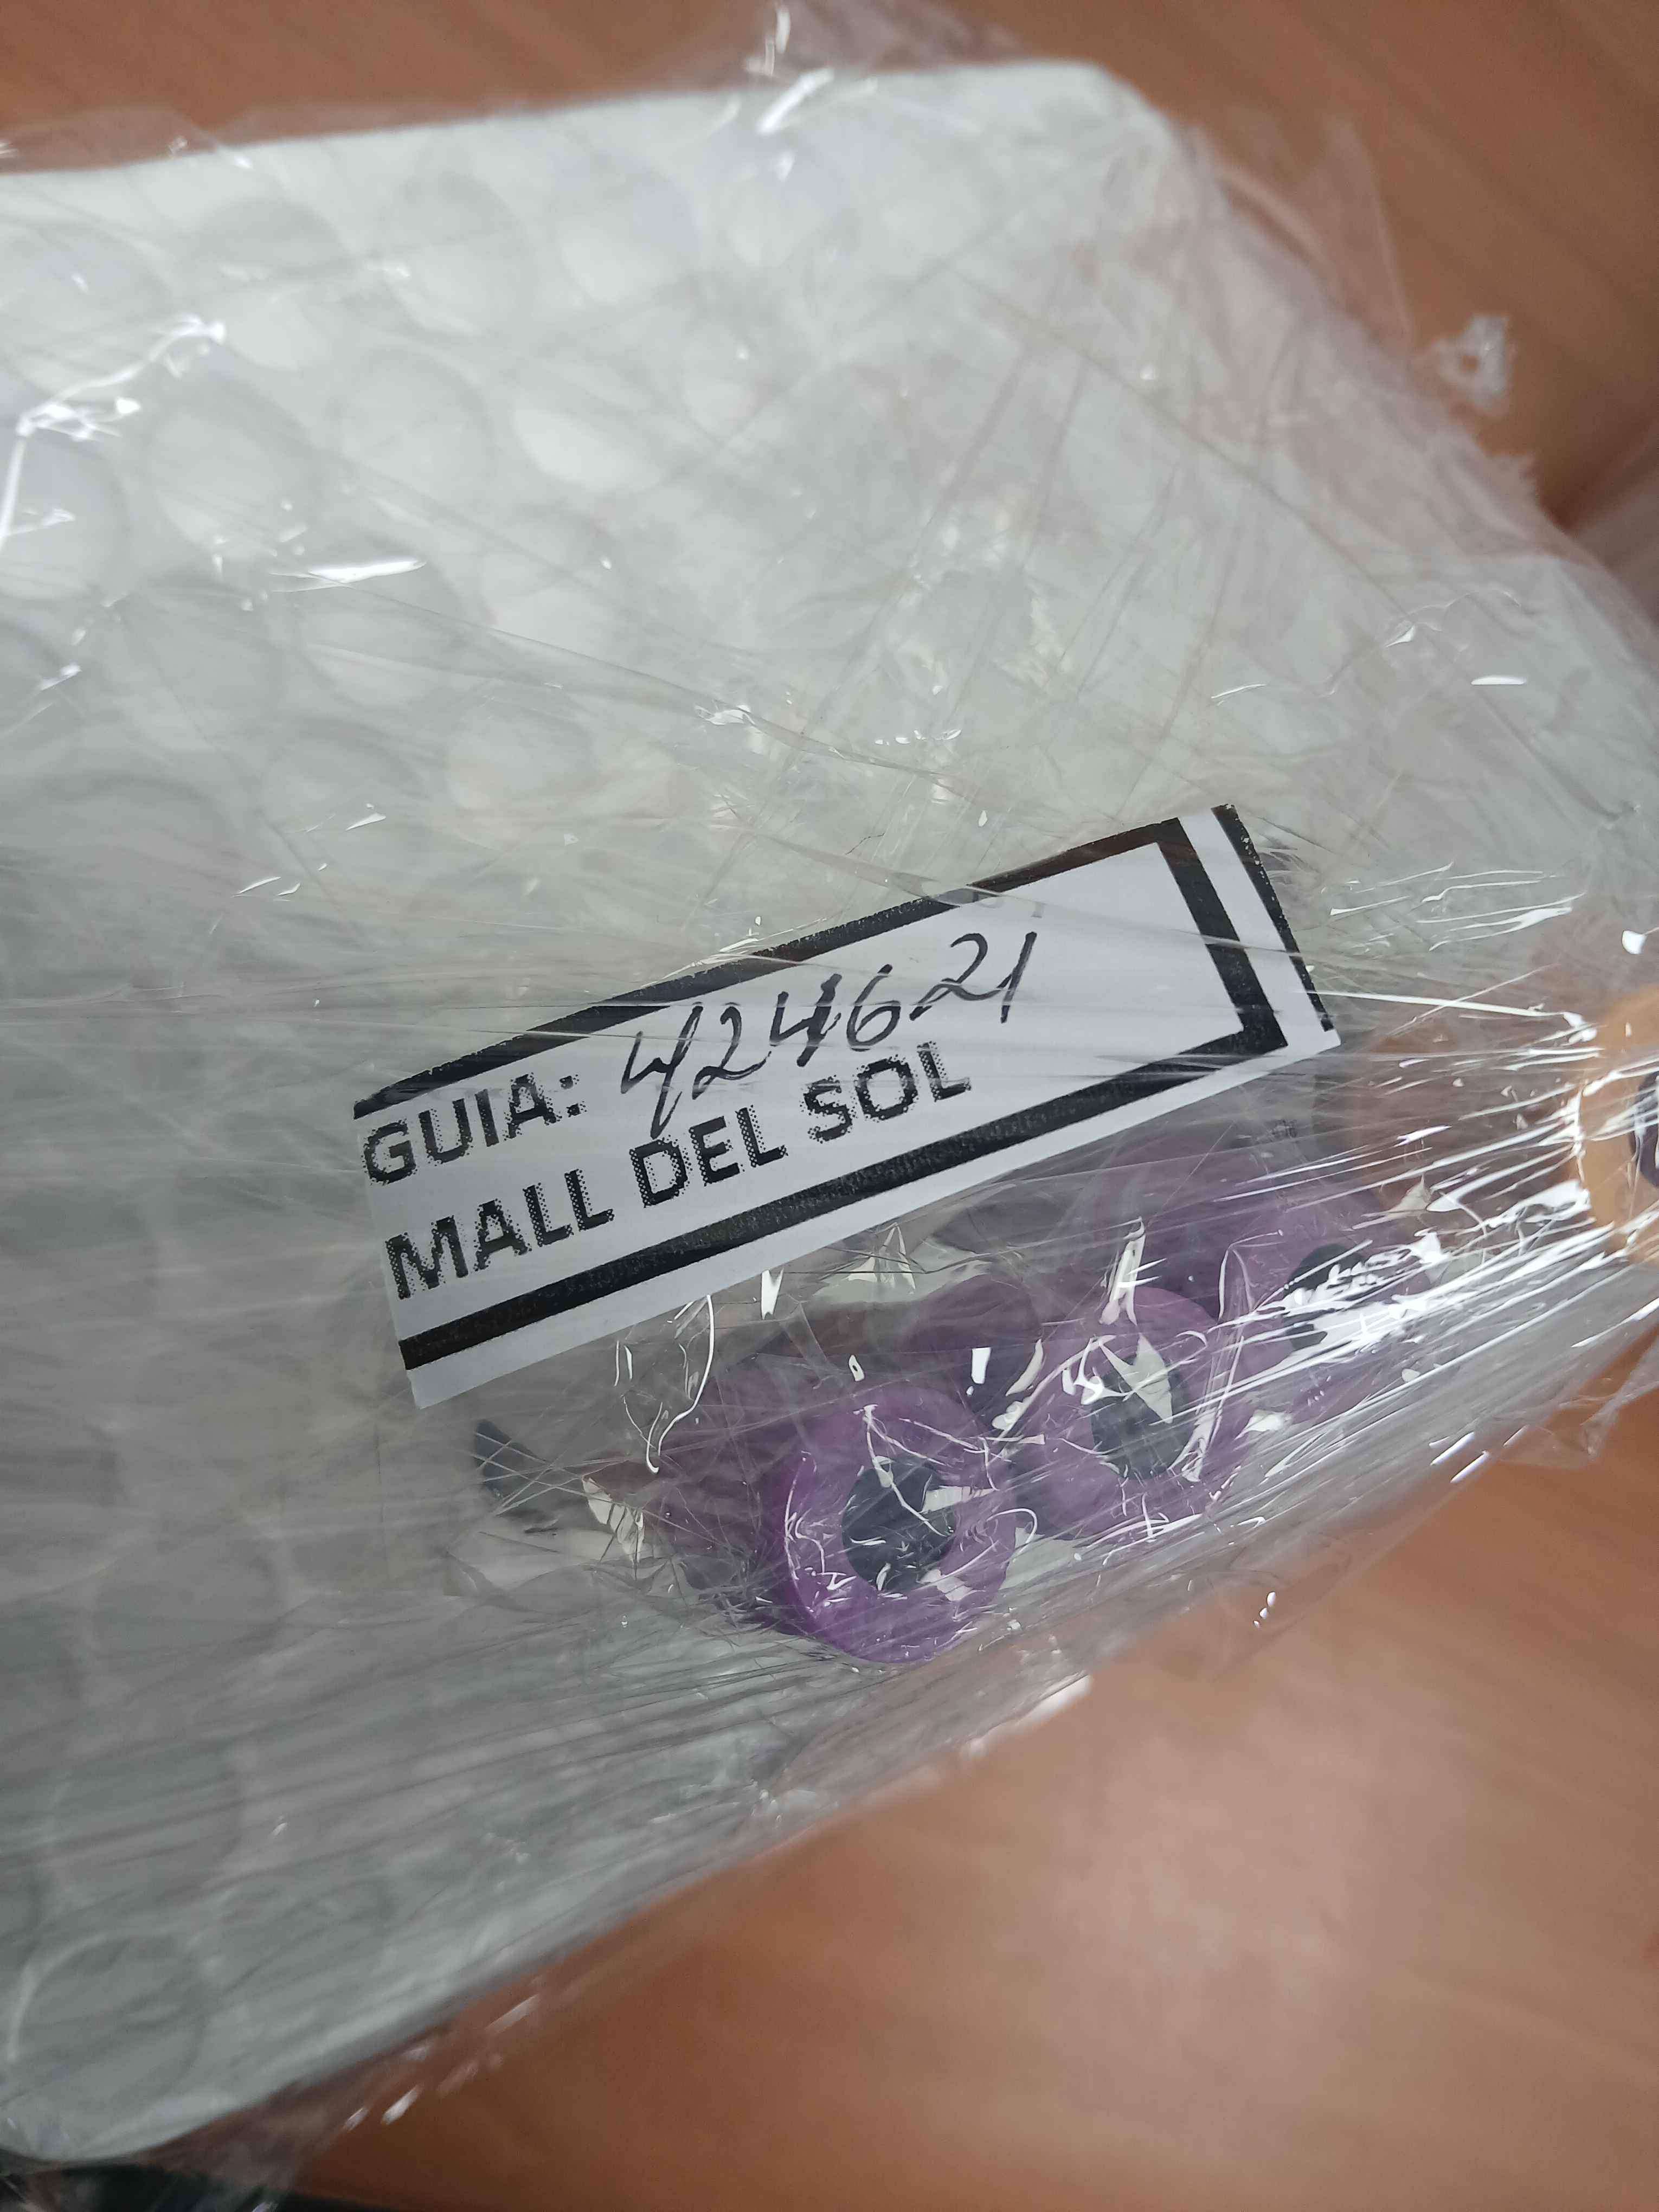 GUIA: 424621
MALL DEL SOL